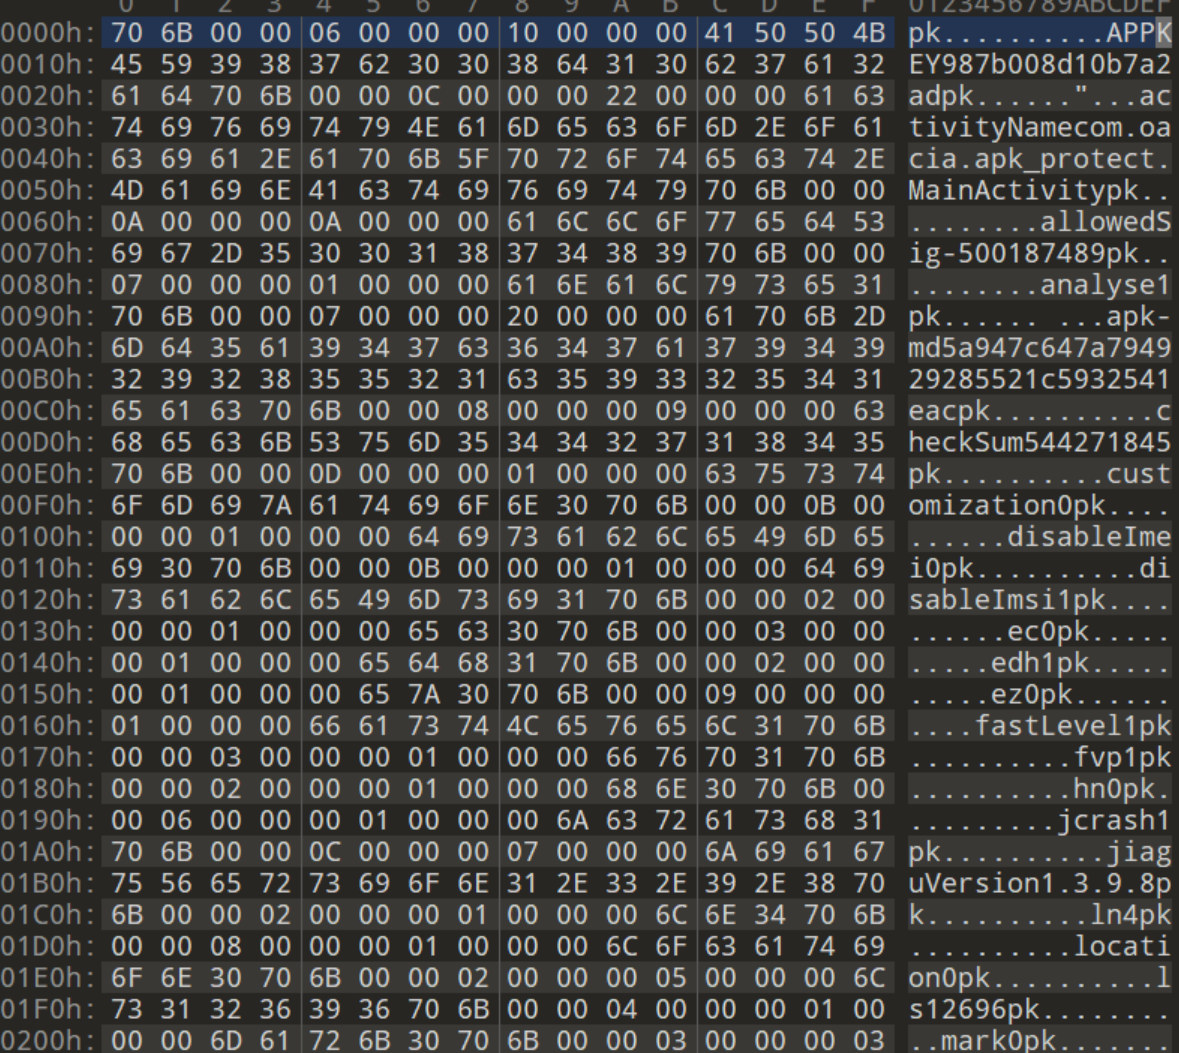 0 1 2 3 4 5 6 7 8 9 A B C D E F 0123456789ABCDEF
0000h: 70 6B 00 00 06 00 00 00 10 00 00 00 41 50 50 4B pk..........APPK
0010h: 45 59 39 38 37 62 30 30 38 64 31 30 62 37 61 32 EY987b008d10b7a2
0020h: 61 64 70 6B 00 00 0C 00 00 00 22 00 00 00 61 63 adpk......"...ac
0030h: 74 69 76 69 74 79 4E 61 6D 65 63 6F 6D 2E 6F 61 tivityNamecom.oa
0040h: 63 69 61 2E 61 70 6B 5F 70 72 6F 74 65 63 74 2E cia.apk_protect.
0050h: 4D 61 69 6E 41 63 74 69 76 69 74 79 70 6B 00 00 MainActivitypk..
0060h: 0A 00 00 00 0A 00 00 00 61 6C 6C 6F 77 65 64 53 ........allowedS
0070h: 69 67 2D 35 30 30 31 38 37 34 38 39 70 6B 00 00 ig-500187489pk..
0080h: 07 00 00 00 01 00 00 00 61 6E 61 6C 79 73 65 31 ........analyse1
0090h: 70 6B 00 00 07 00 00 00 20 00 00 00 61 70 6B 2D pk...... ...apk-
00A0h: 6D 64 35 61 39 34 37 63 36 34 37 61 37 39 34 39 md5a947c647a7949
00B0h: 32 39 32 38 35 35 32 31 63 35 39 33 32 35 34 31 29285521c5932541
00C0h: 65 61 63 70 6B 00 00 08 00 00 00 09 00 00 00 63 eacpk..........c
00D0h: 68 65 63 6B 53 75 6D 35 34 34 32 37 31 38 34 35 heckSum544271845
00E0h: 70 6B 00 00 0D 00 00 00 01 00 00 00 63 75 73 74 pk..........cust
00F0h: 6F 6D 69 7A 61 74 69 6F 6E 30 70 6B 00 00 0B 00 omization0pk....
0100h: 00 00 01 00 00 00 64 69 73 61 62 6C 65 49 6D 65 ......disableIme
0110h: 69 30 70 6B 00 00 0B 00 00 00 01 00 00 00 64 69 i0pk..........di
0120h: 73 61 62 6C 65 49 6D 73 69 31 70 6B 00 00 02 00 sableImsi1pk....
0130h: 00 00 01 00 00 00 65 63 30 70 6B 00 00 03 00 00 ......ec0pk.....
0140h: 00 01 00 00 00 65 64 68 31 70 6B 00 00 02 00 00 .....edh1pk.....
0150h: 00 01 00 00 00 65 7A 30 70 6B 00 00 09 00 00 00 .....ez0pk......
0160h: 01 00 00 00 66 61 73 74 4C 65 76 65 6C 31 70 6B ....fastLevel1pk
0170h: 00 00 03 00 00 00 01 00 00 00 66 76 70 31 70 6B ..........fvp1pk
0180h: 00 00 02 00 00 00 01 00 00 00 68 6E 30 70 6B 00 ..........hn0pk.
0190h: 00 06 00 00 00 01 00 00 00 6A 63 72 61 73 68 31 .........jcrash1
01A0h: 70 6B 00 00 0C 00 00 00 07 00 00 00 6A 69 61 67 pk..........jiag
01B0h: 75 56 65 72 73 69 6F 6E 31 2E 33 2E 39 2E 38 70 uVersion1.3.9.8p
01C0h: 6B 00 00 02 00 00 00 01 00 00 00 6C 6E 34 70 6B k..........ln4pk
01D0h: 00 00 08 00 00 00 01 00 00 00 6C 6F 63 61 74 69 ..........locati
01E0h: 6F 6E 30 70 6B 00 00 02 00 00 00 05 00 00 00 6C on0pk..........l
01F0h: 73 31 32 36 39 36 70 6B 00 00 04 00 00 00 01 00 s12696pk........
0200h: 00 00 6D 61 72 6B 30 70 6B 00 00 03 00 00 00 03 ..mark0pk.......